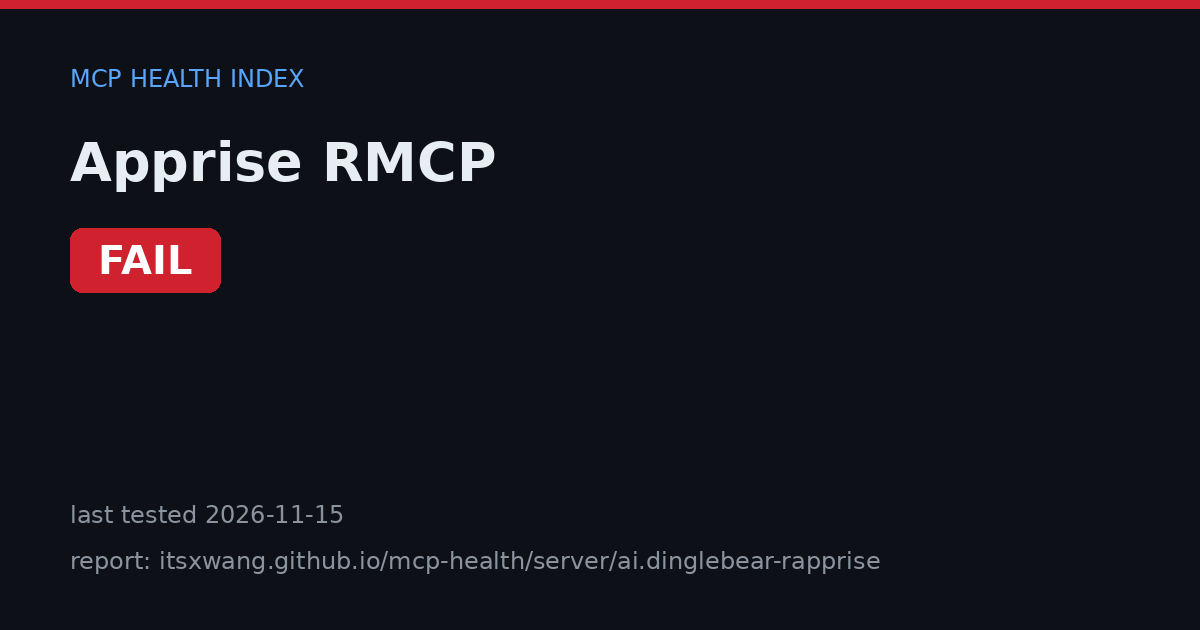 MCP HEALTH INDEX
Apprise RMCP
FAIL
last tested 2026-11-15
report: itsxwang.github.io/mcp-health/server/ai.dinglebear-rapprise